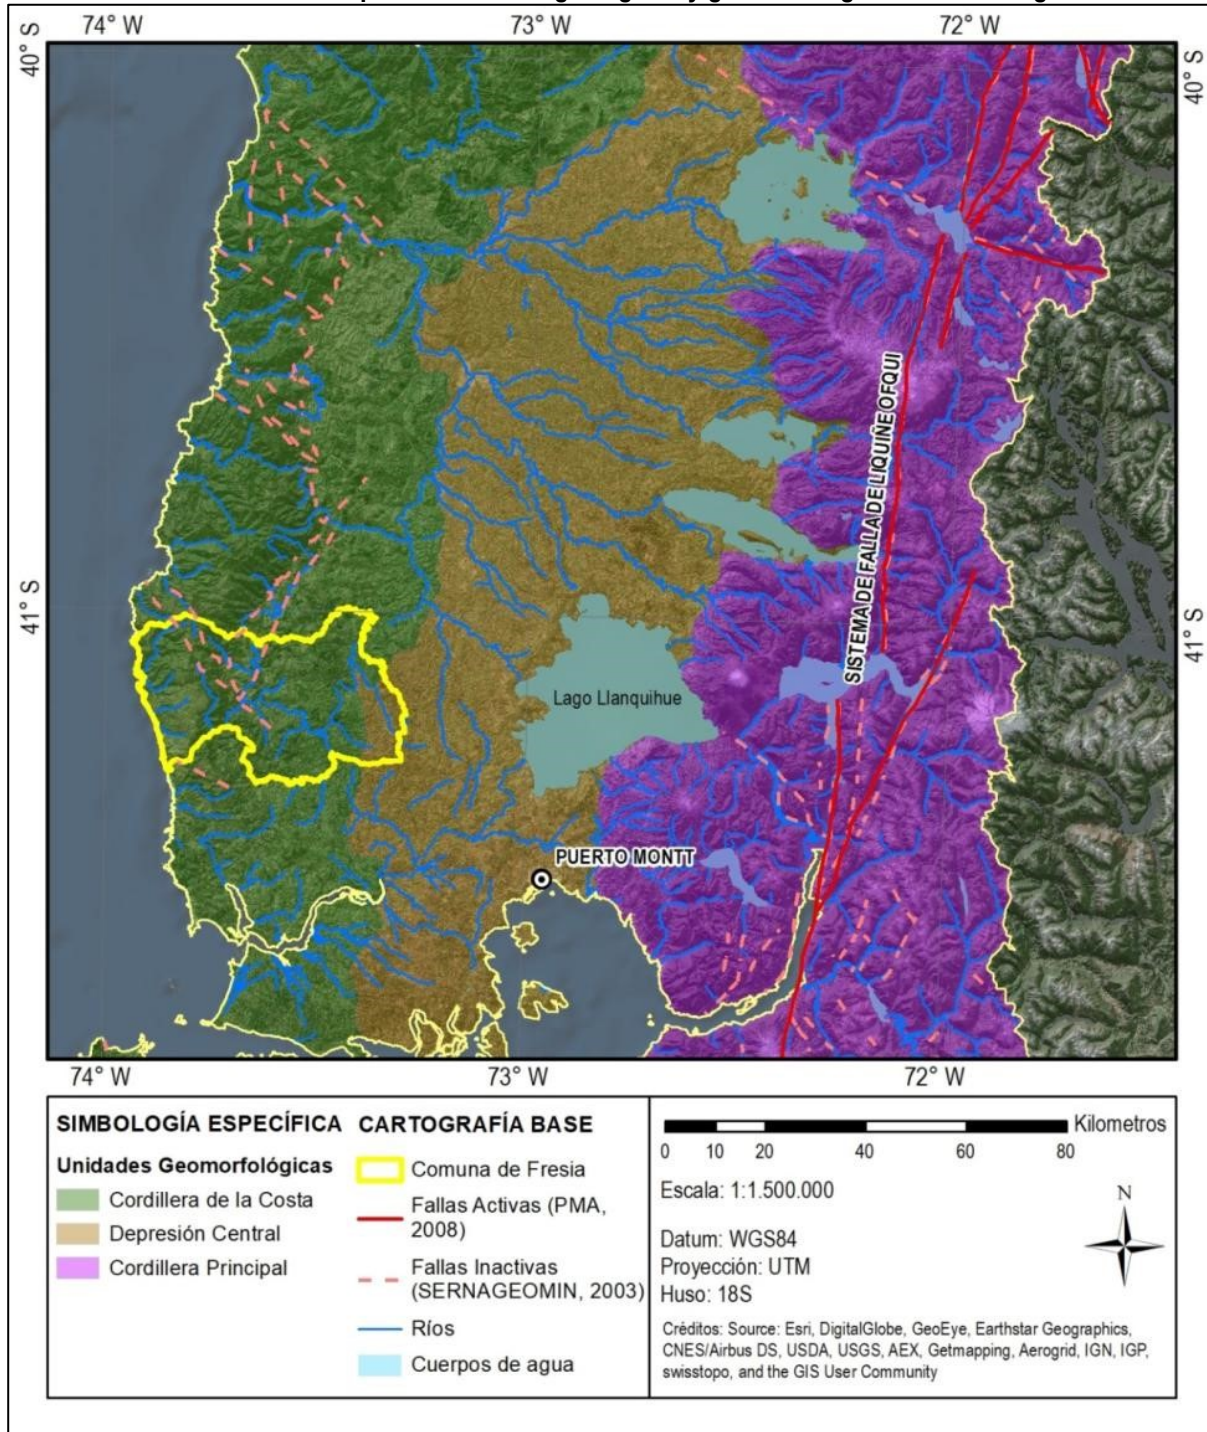 74° W 73° W 72° W
40° S
40° S
SISTEMA DE FALLA DE LIQUIÑE OFQUI
41° S
41° S
Lago Llanquihue
PUERTO MONTT
74° W 73° W 72° W
SIMBOLOGÍA ESPECÍFICA
Unidades Geomorfológicas
Cordillera de la Costa
Depresión Central
Cordillera Principal
CARTOGRAFÍA BASE
Comuna de Fresia
Fallas Activas (PMA,
2008)
Fallas Inactivas
(SERNAGEOMIN, 2003)
Ríos
Cuerpos de agua
Kilometros
0 10 20 40 60 80
Escala: 1:1.500.000
N
Datum: WGS84
Proyección: UTM
Huso: 18S
Créditos: Source: Esri, DigitalGlobe, GeoEye, Earthstar Geographics,
CNES/Airbus DS, USDA, USGS, AEX, Getmapping, Aerogrid, IGN, IGP,
swisstopo, and the GIS User Community